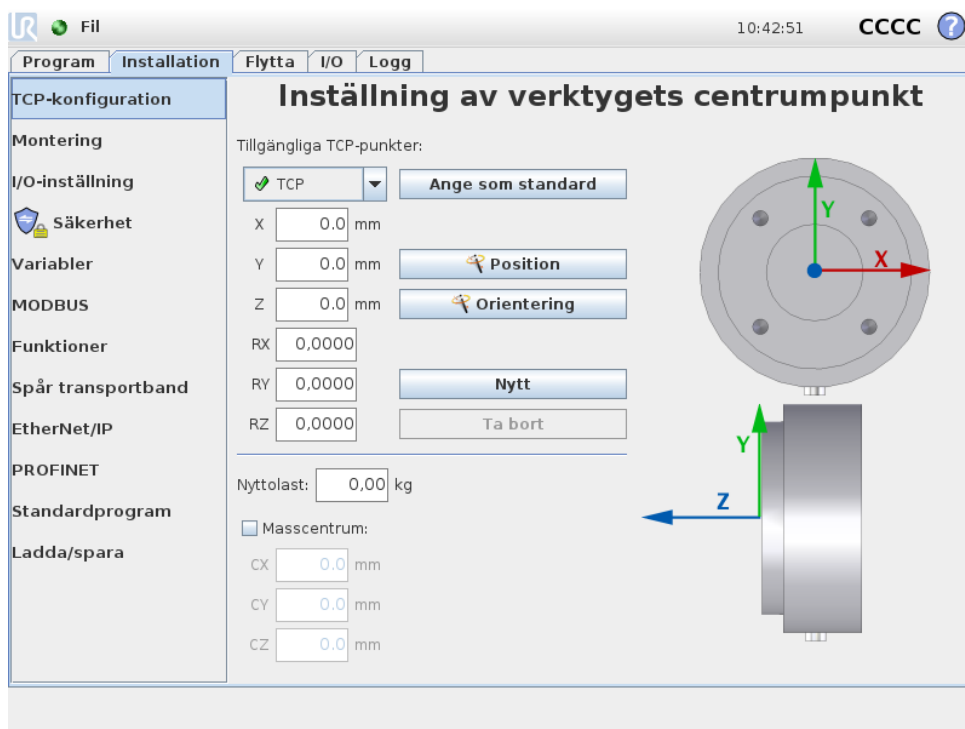 UR Fil 10:42:51 CCCC ?
Program Installation Flytta I/O Logg
TCP-konfiguration
Montering
I/O-inställning
Säkerhet
Variabler
MODBUS
Funktioner
Spår transportband
EtherNet/IP
PROFINET
Standardprogram
Ladda/spara
Inställning av verktygets centrumpunkt
Tillgängliga TCP-punkter:
TCP Ange som standard
X 0.0 mm
Y 0.0 mm Position
Z 0.0 mm Orientering
RX 0,0000
RY 0,0000 Nytt
RZ 0,0000 Ta bort
Nyttolast: 0,00 kg
Masscentrum:
CX 0.0 mm
CY 0.0 mm
CZ 0.0 mm
Y
X
Y
Z